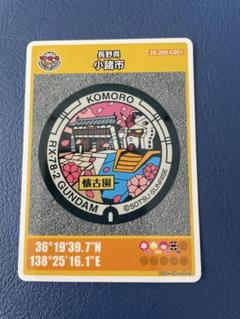 長野県
小諸市
20-208-C001
KOMORO
RX-78-2 GUNDAM
懐古園
©SOTSU・SUNRISE
36°19'39.7"N
138°25'16.1"E